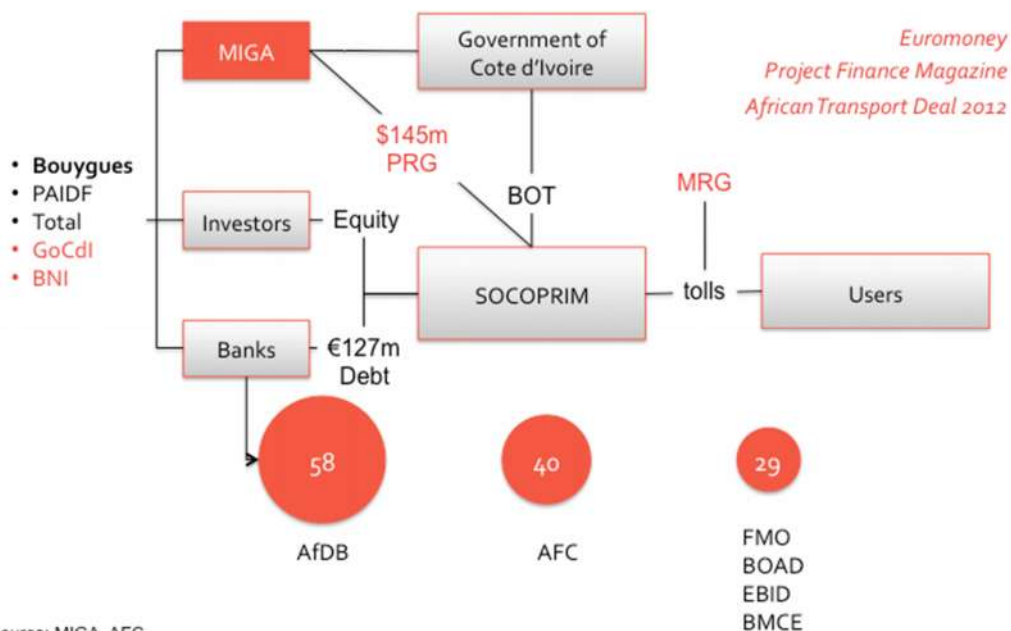 MIGA
Government of
Cote d'Ivoire
Euromoney
Project Finance Magazine
African Transport Deal 2012
$145m
PRG
• Bouygues
• PAIDF
• Total
• GoCdI
• BNI
Investors
Equity
BOT
MRG
SOCOPRIM
tolls
Users
Banks
€127m
Debt
58
40
29
AfDB
AFC
FMO
BOAD
EBID
BMCE
MIGA, AFC